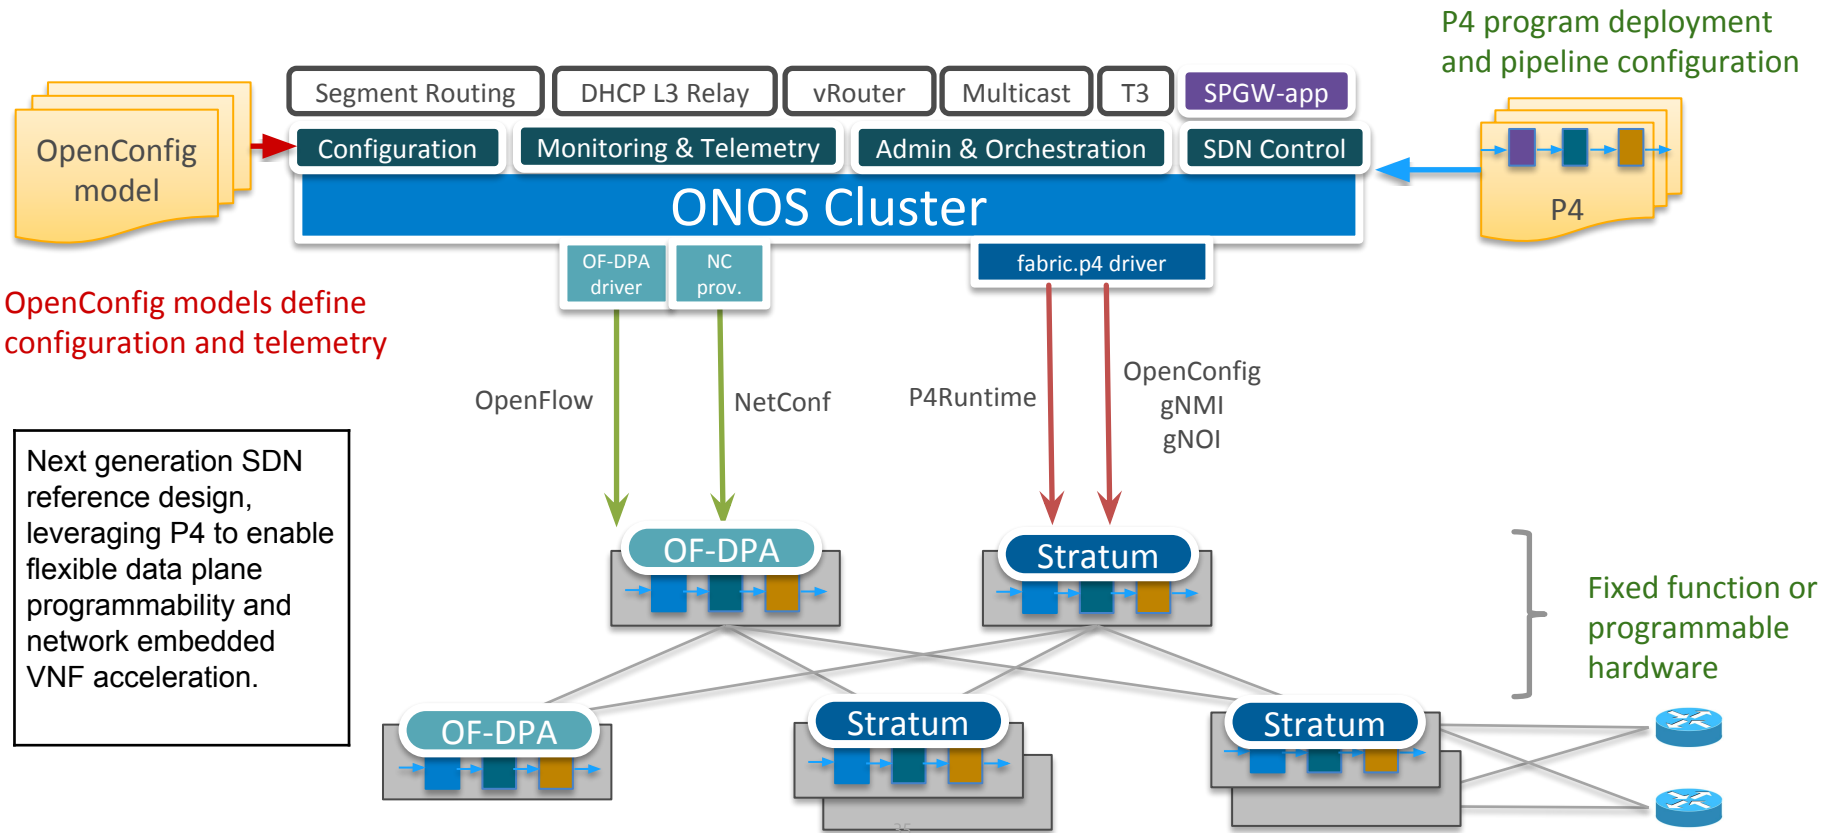 P4 program deployment
and pipeline configuration
Segment Routing
DHCP L3 Relay
vRouter
Multicast
T3
SPGW-app
OpenConfig
model
Configuration
Monitoring & Telemetry
Admin & Orchestration
SDN Control
P4
ONOS Cluster
OF-DPA
driver
NC
prov.
fabric.p4 driver
OpenConfig models define
configuration and telemetry
OpenFlow
NetConf
P4Runtime
OpenConfig
gNMI
gNOI
Next generation SDN
reference design,
leveraging P4 to enable
flexible data plane
programmability and
network embedded
VNF acceleration.
OF-DPA
Stratum
Fixed function or
programmable
hardware
OF-DPA
Stratum
Stratum